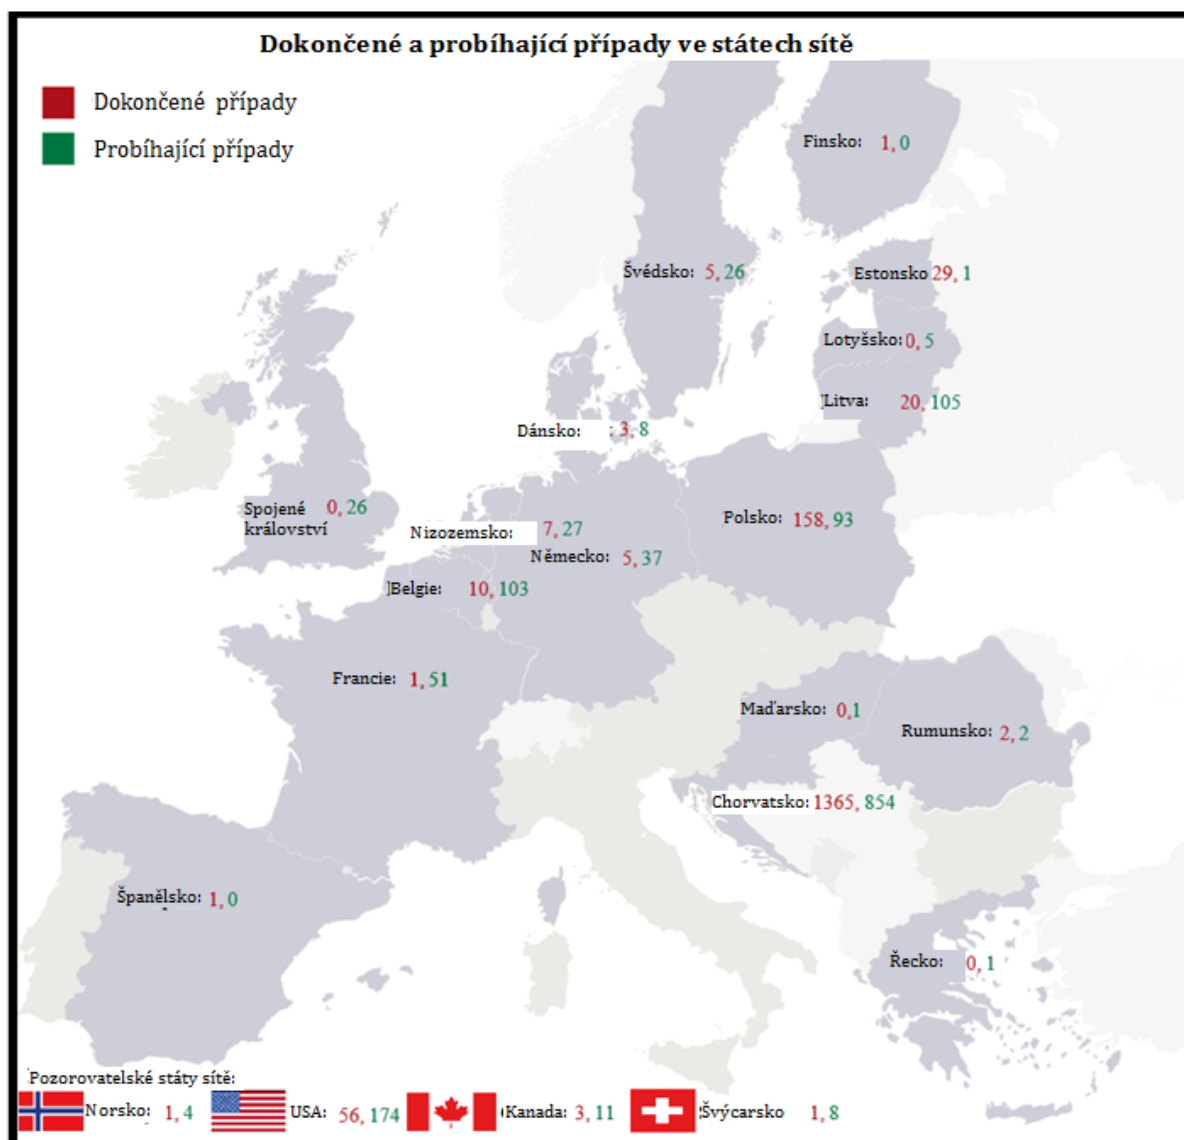 Dokončené a probíhající případy ve státech sítě
Dokončené případy
Probíhající případy
Finsko: 1, 0
Švédsko: 5, 26
Estonsko 29, 1
Lotyšsko: 0, 5
Litva: 20, 105
Dánsko: : 3, 8
Spojené království 0, 26
Nizozemsko: 7, 27
Polsko: 158, 93
Německo: 5, 37
Belgie: 10, 103
Francie: 1, 51
Maďarsko: 0,1
Rumunsko: 2, 2
Chorvatsko: 1365, 854
Španělsko: 1, 0
Řecko: 0, 1
Pozorovatelské státy sítě:
Norsko: 1, 4 USA: 56, 174 Kanada: 3, 11 Švýcarsko 1, 8